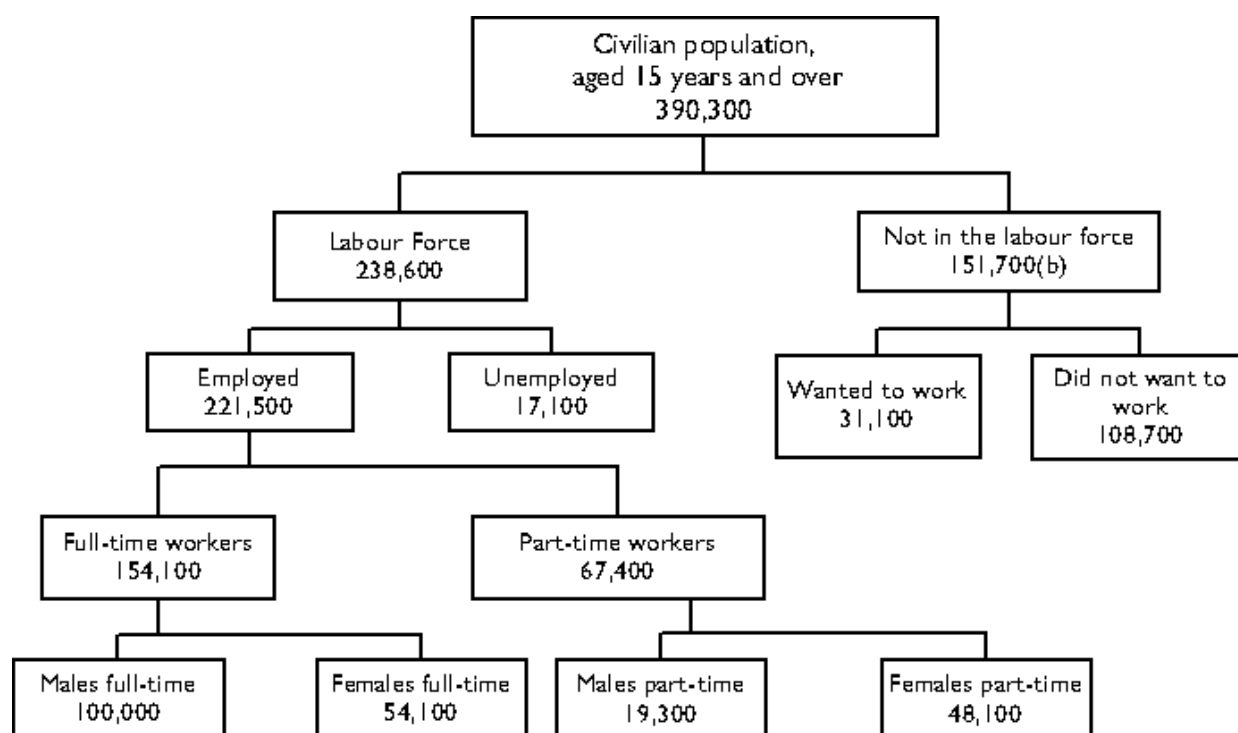 Civilian population,
aged 15 years and over
390,300
Labour Force
238,600
Not in the labour force
151,700(b)
Employed
221,500
Unemployed
17,100
Wanted to work
31,100
Did not want to
work
108,700
Full-time workers
154,100
Part-time workers
67,400
Males full-time
100,000
Females full-time
54,100
Males part-time
19,300
Females part-time
48,100